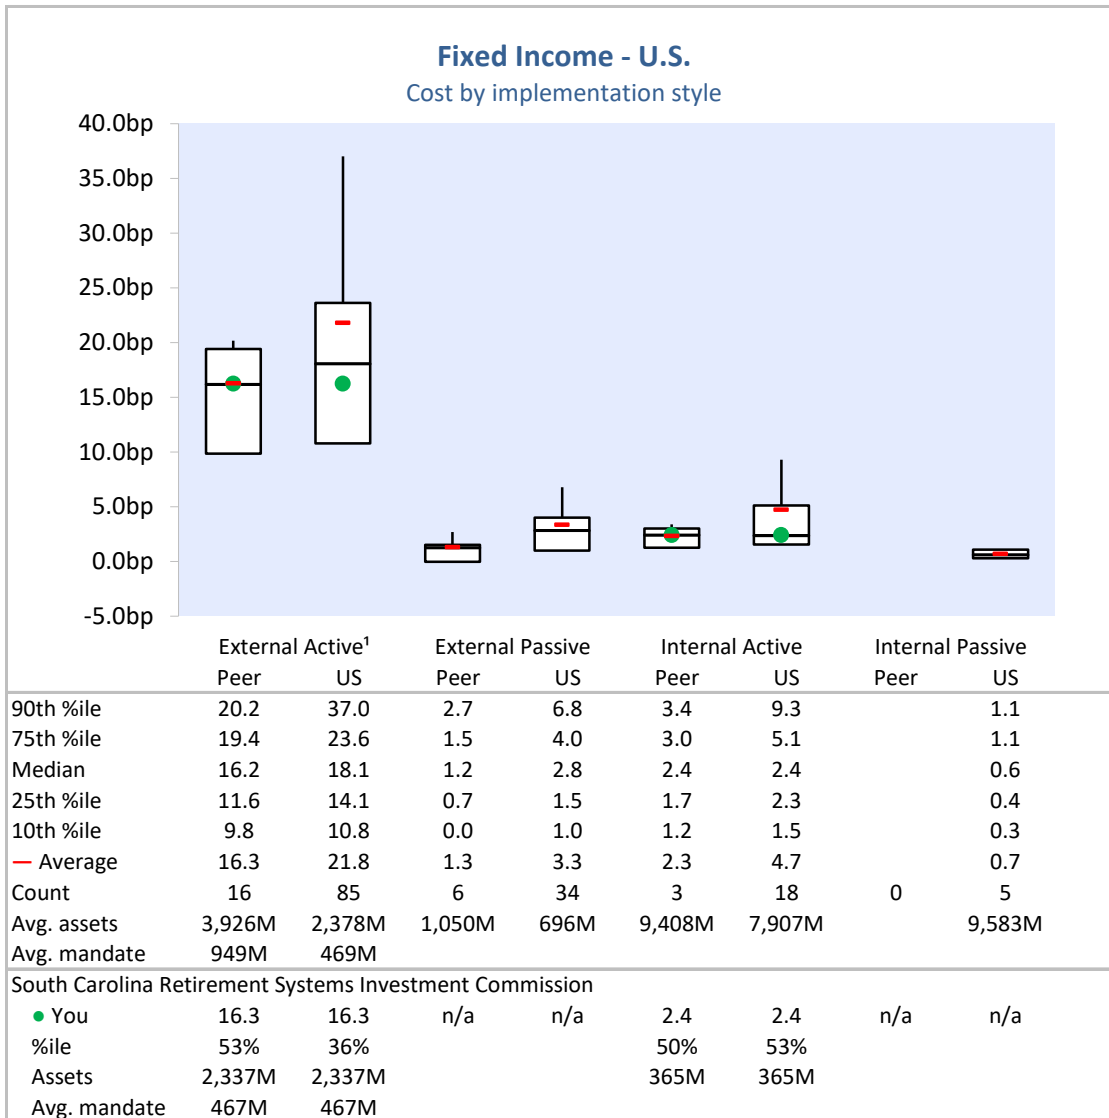 Fixed Income - U.S.
Cost by implementation style
40.0bp
35.0bp
30.0bp
25.0bp
20.0bp
15.0bp
10.0bp
5.0bp
0.0bp
-5.0bp
External Active¹ External Passive Internal Active Internal Passive
Peer US Peer US Peer US Peer US
90th %ile 20.2 37.0 2.7 6.8 3.4 9.3 1.1
75th %ile 19.4 23.6 1.5 4.0 3.0 5.1 1.1
Median 16.2 18.1 1.2 2.8 2.4 2.4 0.6
25th %ile 11.6 14.1 0.7 1.5 1.7 2.3 0.4
10th %ile 9.8 10.8 0.0 1.0 1.2 1.5 0.3
Average 16.3 21.8 1.3 3.3 2.3 4.7 0.7
Count 16 85 6 34 3 18 0 5
Avg. assets 3,926M 2,378M 1,050M 696M 9,408M 7,907M 9,583M
Avg. mandate 949M 469M
South Carolina Retirement Systems Investment Commission
You 16.3 16.3 n/a n/a 2.4 2.4 n/a n/a
%ile 53% 36% 50% 53%
Assets 2,337M 2,337M 365M 365M
Avg. mandate 467M 467M